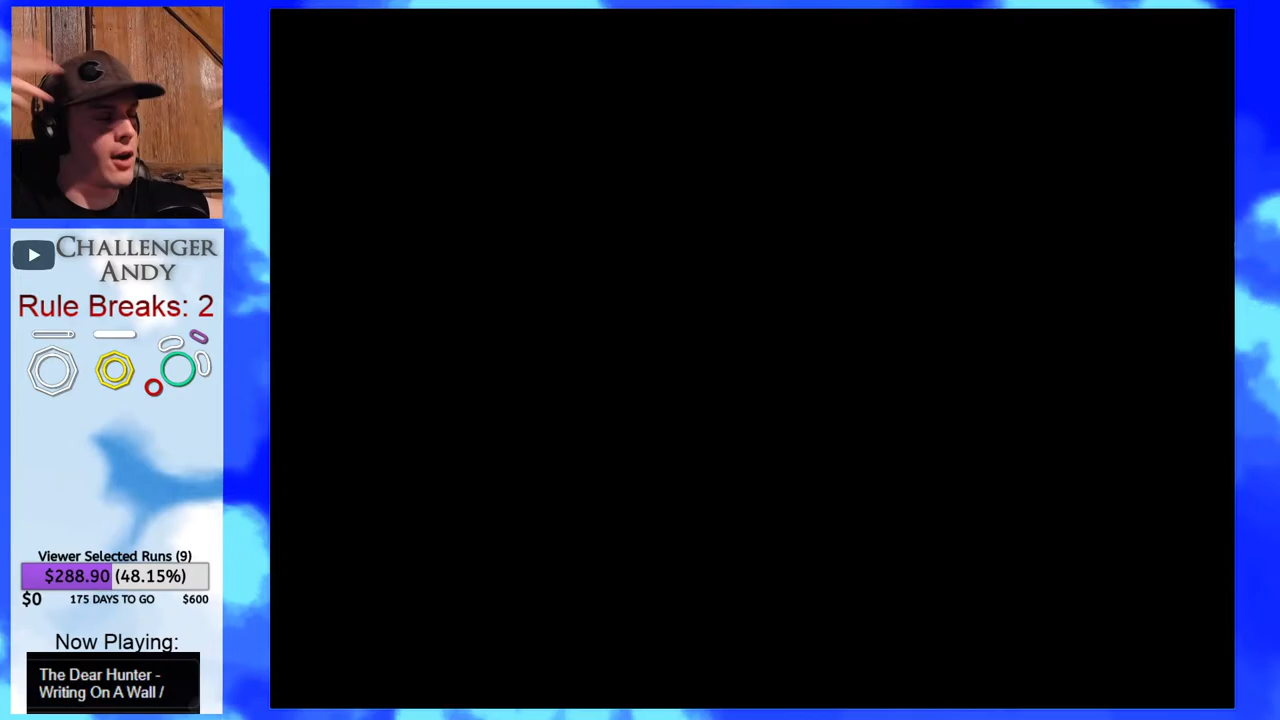 CHALLENGER
ANDY
Rule Breaks: 2
Viewer Selected Runs (9)
$288.90 (48.15%)
$0 175 DAYS TO GO $600
Now Playing:
The Dear Hunter -
Writing On A Wall /